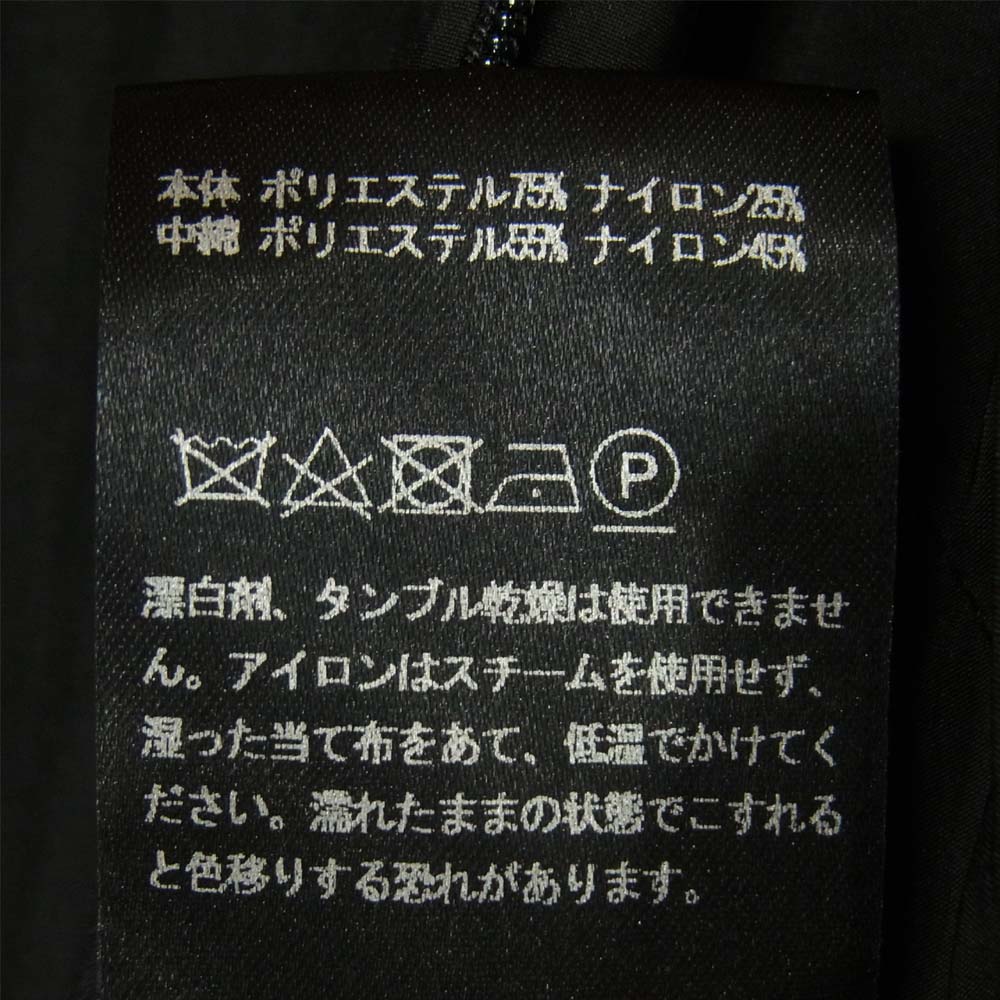 本体 ポリエステル75% ナイロン25%
中綿 ポリエステル55% ナイロン45%
P
漂白剤、タンブル乾燥は使用できませ
ん。アイロンはスチームを使用せず、
湿った当て布をあて、低温でかけてく
ださい。濡れたままの状態でこすれる
と色移りする恐れがあります。